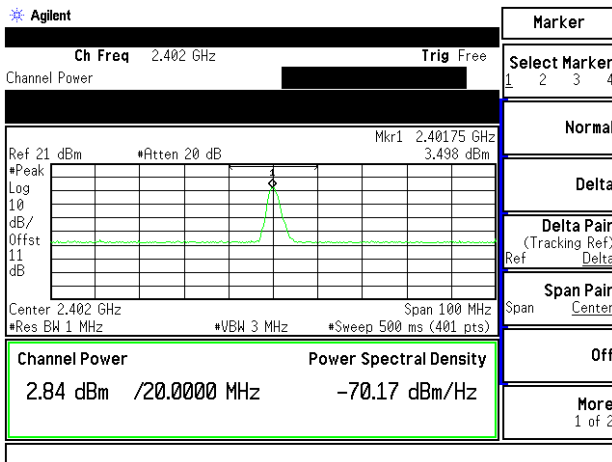 Agilent
Marker
Ch Freq 2.402 GHz Trig Free
Channel Power
Select Marker
1 2 3 4
Mkr1 2.40175 GHz
Ref 21 dBm #Atten 20 dB 3.498 dBm
#Peak
Log
10
dB/
Offst
11
dB
1
Center 2.402 GHz Span 100 MHz
#Res BW 1 MHz #VBW 3 MHz #Sweep 500 ms (401 pts)
Channel Power Power Spectral Density
2.84 dBm /20.0000 MHz -70.17 dBm/Hz
Normal
Delta
Delta Pair
(Tracking Ref)
Ref Delta
Span Pair
Span Center
Off
More
1 of 2